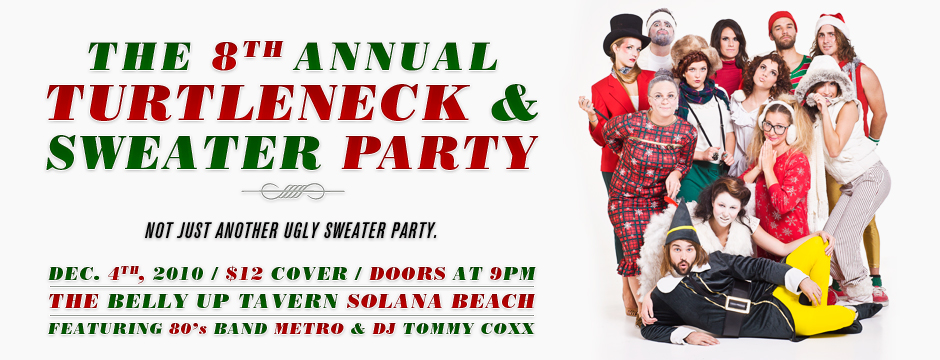 THE 8TH ANNUAL
TURTLENECK &
SWEATER PARTY
NOT JUST ANOTHER UGLY SWEATER PARTY.
DEC. 4TH, 2010 / $12 COVER / DOORS AT 9PM
THE BELLY UP TAVERN SOLANA BEACH
FEATURING 80's BAND METRO & DJ TOMMY COXX